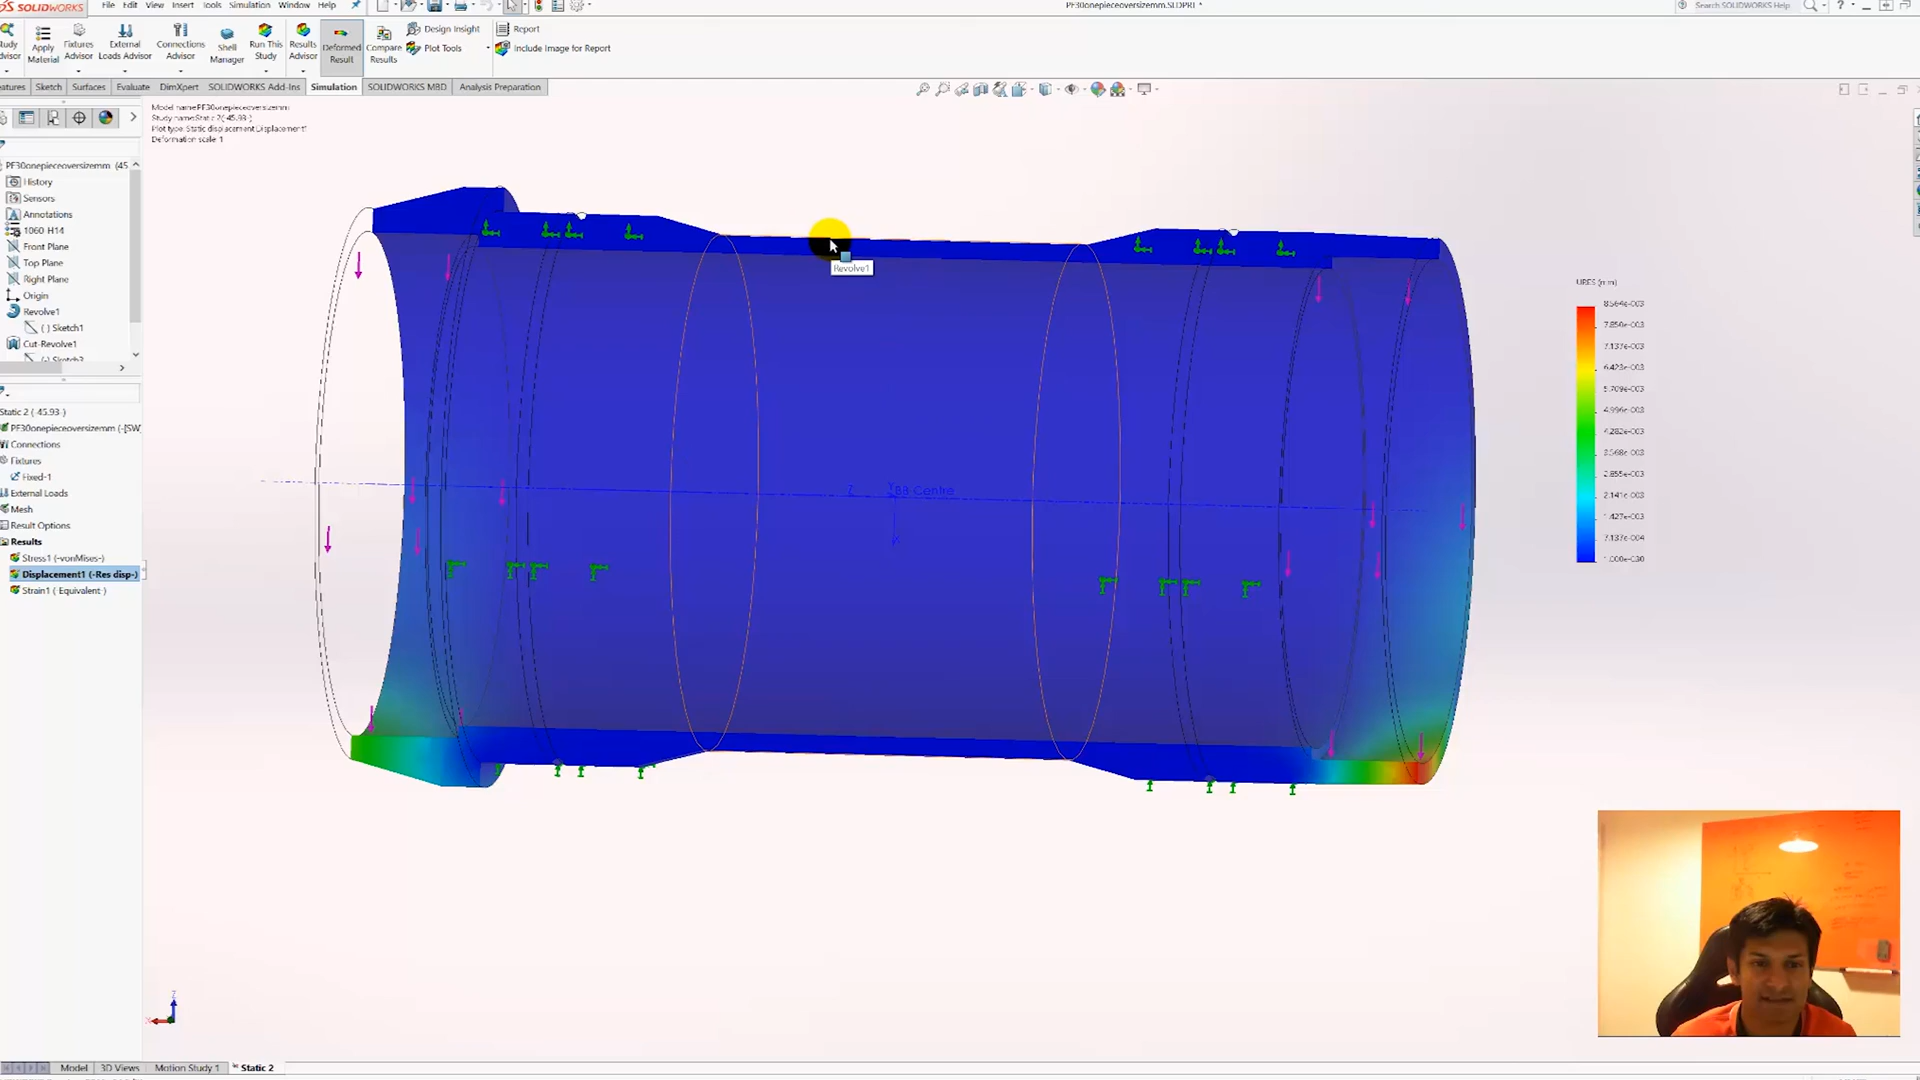 SOLIDWORKS File Edit View Insert Tools Simulation Window Help PF30onepieceoversizemm.SLDPRT * Search SOLIDWORKS Help
Apply Material
Fixtures Advisor
External Loads Advisor
Connections Advisor
Shell Manager
Run This Study
Results Advisor
Deformed Result
Compare Results
Design Insight
Plot Tools
Report
Include Image for Report
Sketch Surfaces Evaluate DimXpert SOLIDWORKS Add-Ins Simulation SOLIDWORKS MBD Analysis Preparation
Model name:PF30onepieceoversizemm
Study name:Static 2(-45.93-)
Plot type: Static displacement Displacement1
Deformation scale: 1
PF30onepieceoversizemm (45
History
Sensors
Annotations
1060-H14
Front Plane
Top Plane
Right Plane
Origin
Revolve1
(-) Sketch1
Cut-Revolve1
Static 2 (-45.93-)
PF30onepieceoversizemm (-[SW
Connections
Fixtures
Fixed-1
External Loads
Mesh
Result Options
Results
Stress1 (-vonMises-)
Displacement1 (-Res disp-)
Strain1 (-Equivalent-)
Revolve1
BB Centre
URES (mm)
8.564e-003
7.850e-003
7.137e-003
6.423e-003
5.709e-003
4.996e-003
4.282e-003
3.568e-003
2.855e-003
2.141e-003
1.427e-003
7.137e-004
1.000e-030
Model 3D Views Motion Study 1 Static 2